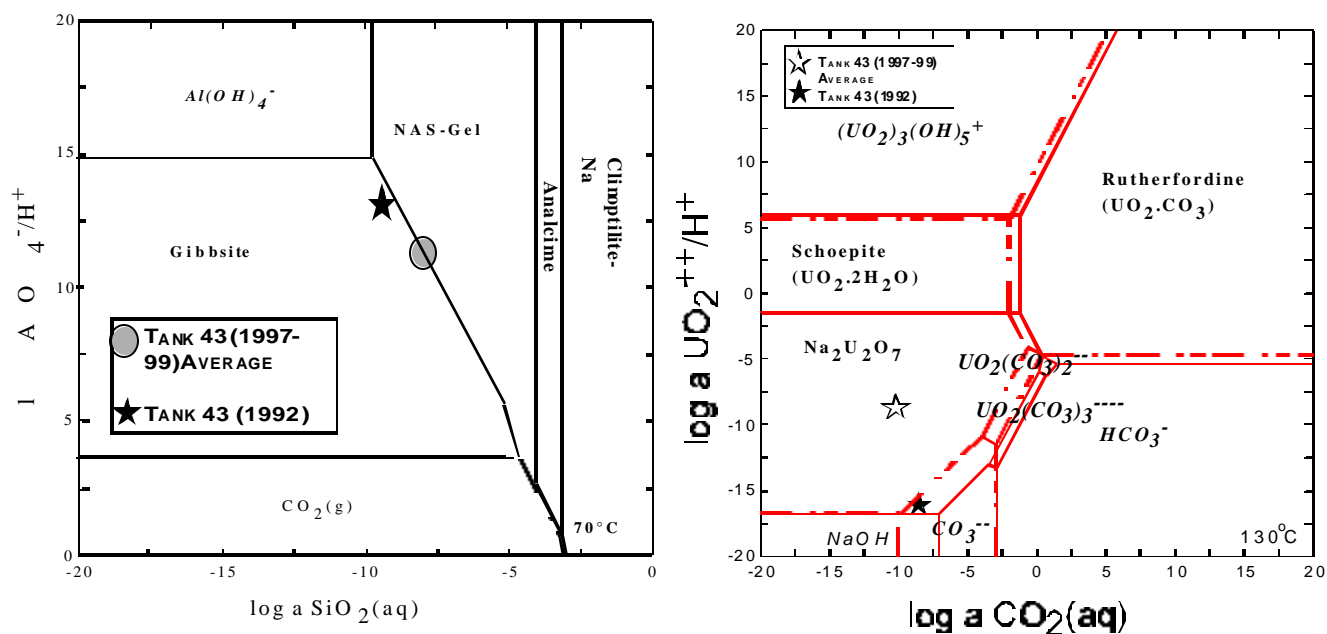 20
15
10
5
0
-20
-15
-10
-5
0
l A O 4⁻/H⁺
log a SiO₂(aq)
Al(OH)₄⁻
NAS-Gel
Analcime
Climptilite-
Na
Gibbsite
TANK 43 (1997-
99) AVERAGE
TANK 43 (1992)
CO₂(g)
70°C
20
15
10
5
0
-5
-10
-15
-20
-20
-15
-10
-5
0
5
10
15
20
log a UO₂⁺⁺/H⁺
log a CO₂(aq)
TANK 43 (1997-99)
AVERAGE
TANK 43 (1992)
(UO₂)₃(OH)₅⁺
Rutherfordine
(UO₂.CO₃)
Schoepite
(UO₂.2H₂O)
Na₂U₂O₇
UO₂(CO₃)₂⁻⁻
UO₂(CO₃)₃⁻⁻⁻⁻
HCO₃⁻
CO₃⁻⁻
NaOH
130°C